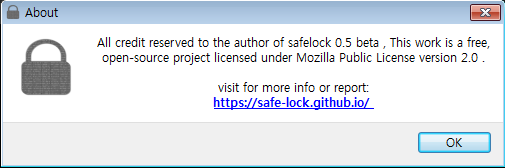 About
All credit reserved to the author of safelock 0.5 beta , This work is a free,
open-source project licensed under Mozilla Public License version 2.0 .
visit for more info or report:
https://safe-lock.github.io/
OK